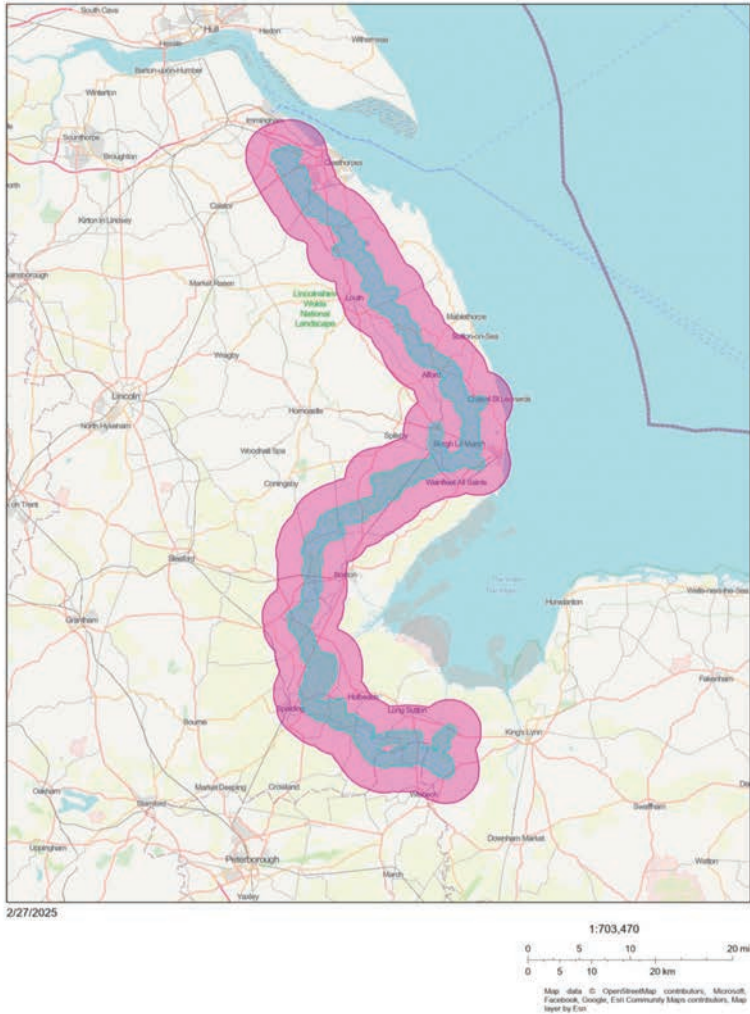 South Cave
Hull
Hedon
Withernsea
Hessle
Barton-upon-Humber
Winterton
Immingham
Scunthorpe
Broughton
Cleethorpes
Caistor
Kirton in Lindsey
Market Rasen
Lincolnshire
Wolds
National
Landscape
Louth
Mablethorpe
Sutton-on-Sea
Wragby
Alford
Lincoln
Chapel St Leonards
Horncastle
North Hykeham
Spilsby
Burgh Le Marsh
Woodhall Spa
Wainfleet All Saints
Coningsby
on Trent
Sleaford
Boston
The Wash
Hunstanton
Wells-next-the-Sea
Grantham
Fakenham
Holbeach
Long Sutton
Spalding
Bourne
King's Lynn
Market Deeping
Crowland
Wisbech
Oakham
Stamford
Swaffham
Downham Market
Uppingham
Peterborough
Watton
March
Yaxley
2/27/2025
1:703,470
0 5 10 20 mi
0 5 10 20 km
Map data © OpenStreetMap contributors, Microsoft,
Facebook, Google, Esri Community Maps contributors, Map
layer by Esri